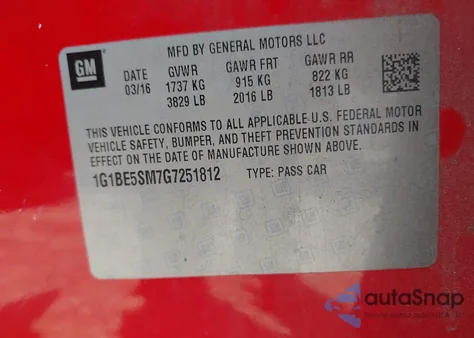 MFD BY GENERAL MOTORS LLC
GM
DATE GVWR GAWR FRT GAWR RR
03/16 1737 KG 915 KG 822 KG
3829 LB 2016 LB 1813 LB
THIS VEHICLE CONFORMS TO ALL APPLICABLE U.S. FEDERAL MOTOR
VEHICLE SAFETY, BUMPER, AND THEFT PREVENTION STANDARDS IN
EFFECT ON THE DATE OF MANUFACTURE SHOWN ABOVE.
1G1BE5SM7G7251812 TYPE: PASS CAR
autoSnap